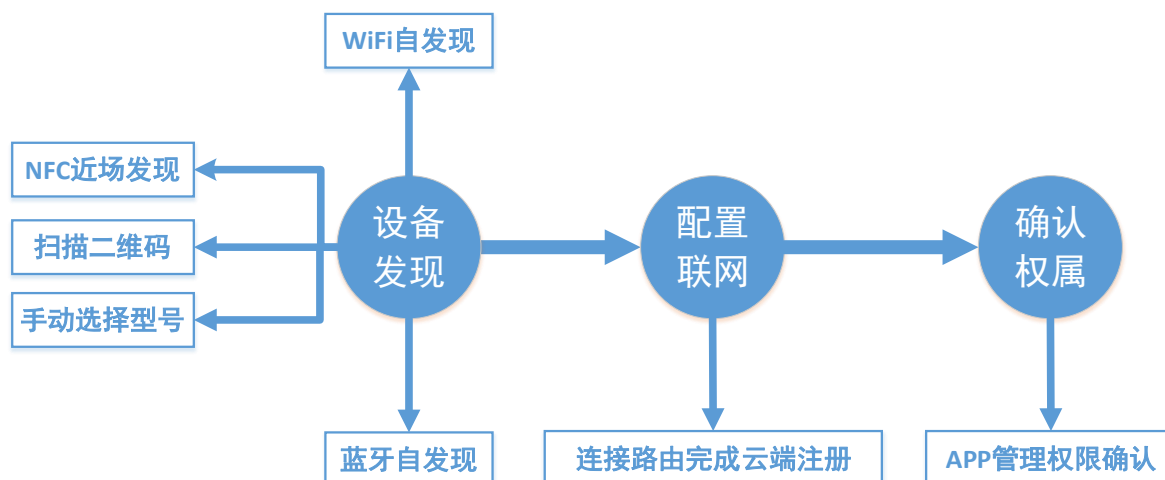 WiFi自发现
NFC近场发现
扫描二维码
手动选择型号
设备
发现
配置
联网
确认
权属
蓝牙自发现
连接路由完成云端注册
APP管理权限确认